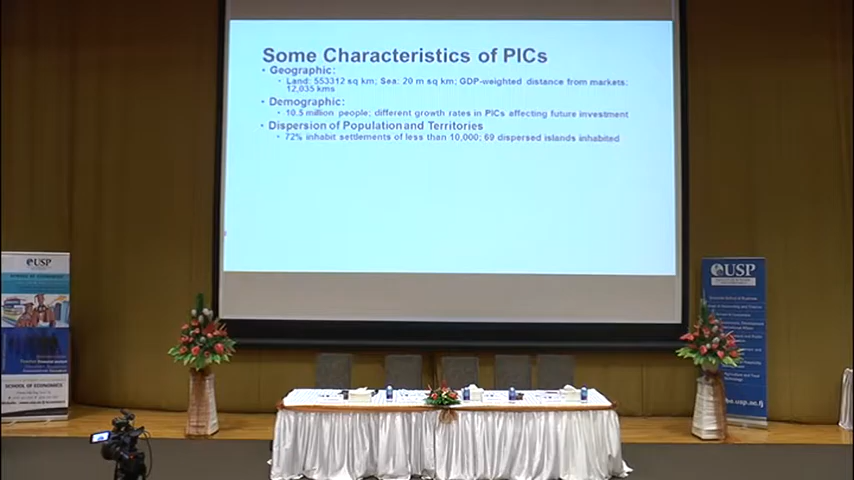 Some Characteristics of PICs
• Geographic:
• Land: 553312 sq km; Sea: 20 m sq km; GDP-weighted distance from markets:
12,035 kms
• Demographic:
• 10.5 million people; different growth rates in PICs affecting future investment
• Dispersion of Population and Territories
• 72% inhabit settlements of less than 10,000; 69 dispersed islands inhabited
USP
SCHOOL OF ECONOMICS
USP